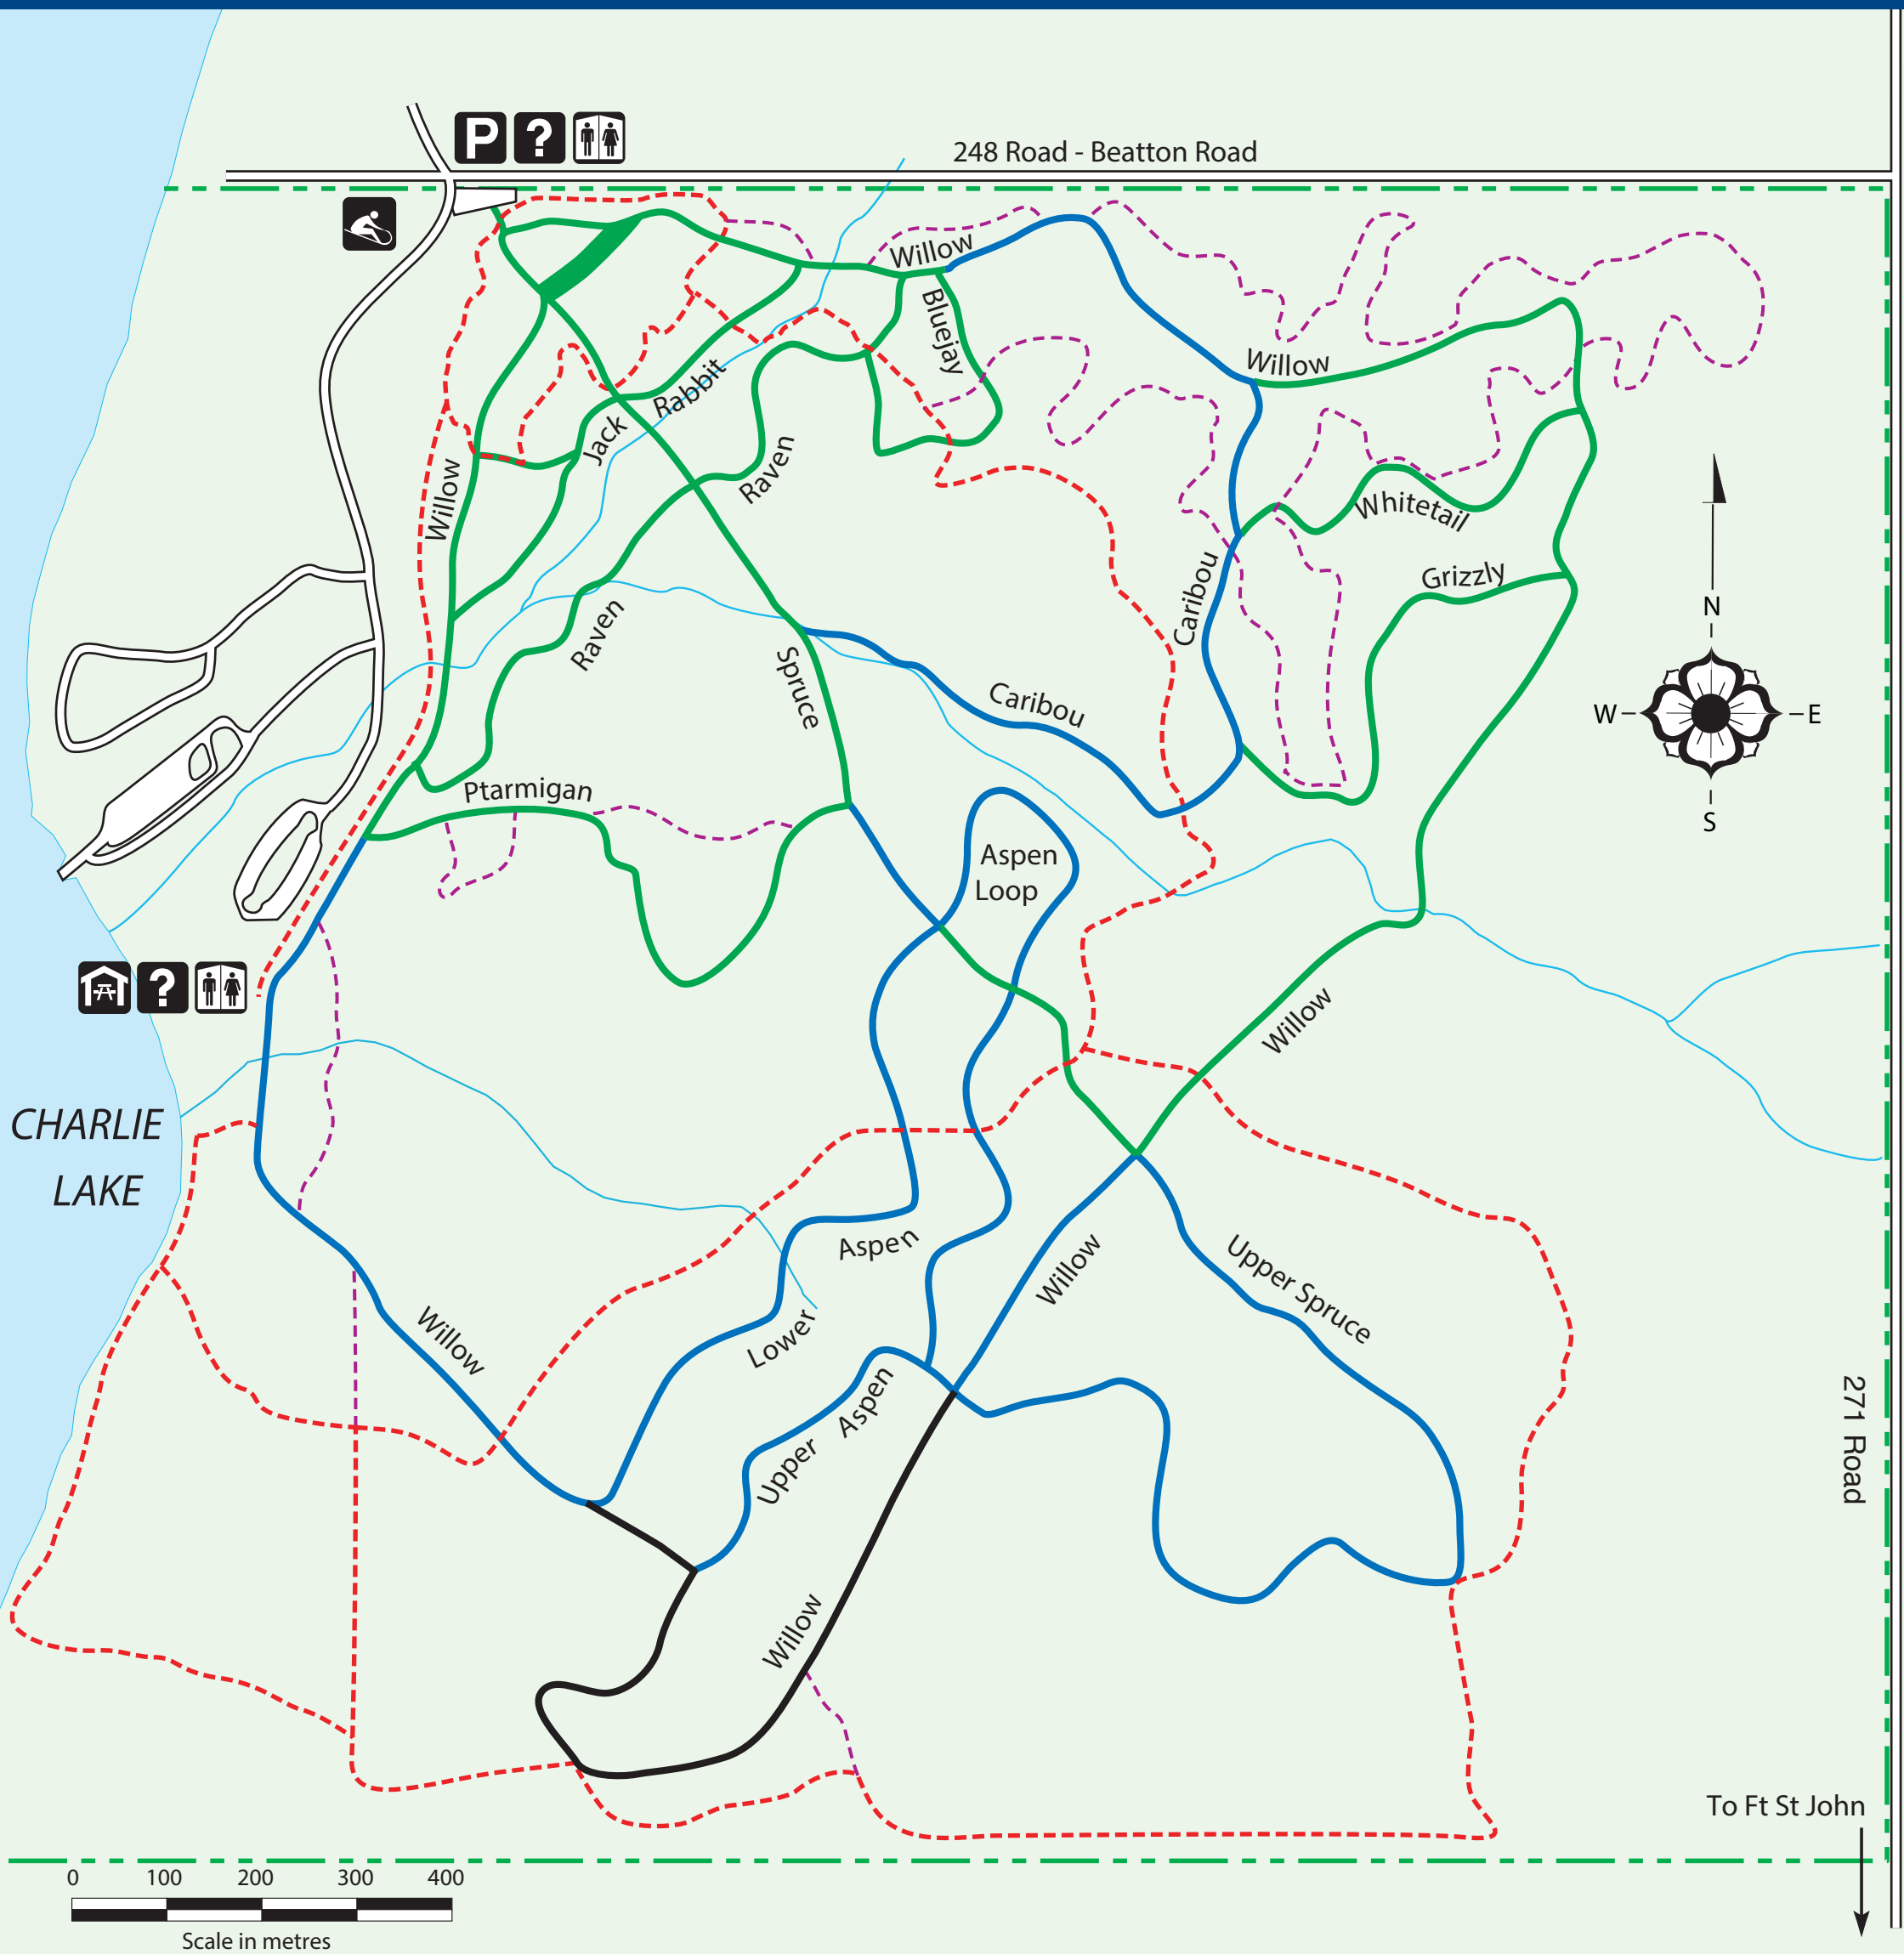 P ?
248 Road - Beatton Road
Willow
Bluejay
Willow
Rabbit
Jack
Raven
Willow
Whitetail
Grizzly
Caribou
N
W
E
S
Raven
Spruce
Caribou
Ptarmigan
Aspen
Loop
?
Willow
CHARLIE
LAKE
Aspen
Lower
Willow
Upper Spruce
Willow
Aspen
Upper
271 Road
Willow
To Ft St John
0 100 200 300 400
Scale in metres